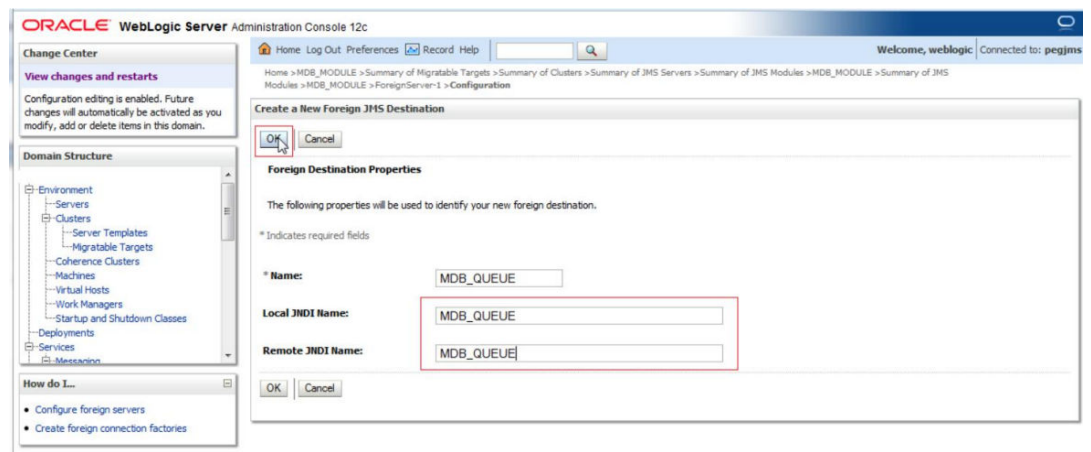 ORACLE WebLogic Server Administration Console 12c
Change Center
View changes and restarts
Configuration editing is enabled. Future
changes will automatically be activated as you
modify, add or delete items in this domain.
Domain Structure
Environment
Servers
Clusters
Server Templates
Migratable Targets
Coherence Clusters
Machines
Virtual Hosts
Work Managers
Startup and Shutdown Classes
Deployments
Services
Messaging
How do I...
Configure foreign servers
Create foreign connection factories
Home Log Out Preferences Record Help
Welcome, weblogic Connected to: pegjms
Home >MDB_MODULE >Summary of Migratable Targets >Summary of Clusters >Summary of JMS Servers >Summary of JMS Modules >MDB_MODULE >Summary of JMS
Modules >MDB_MODULE >ForeignServer-1 >Configuration
Create a New Foreign JMS Destination
OK Cancel
Foreign Destination Properties
The following properties will be used to identify your new foreign destination.
* Indicates required fields
* Name: MDB_QUEUE
Local JNDI Name: MDB_QUEUE
Remote JNDI Name: MDB_QUEUE
OK Cancel